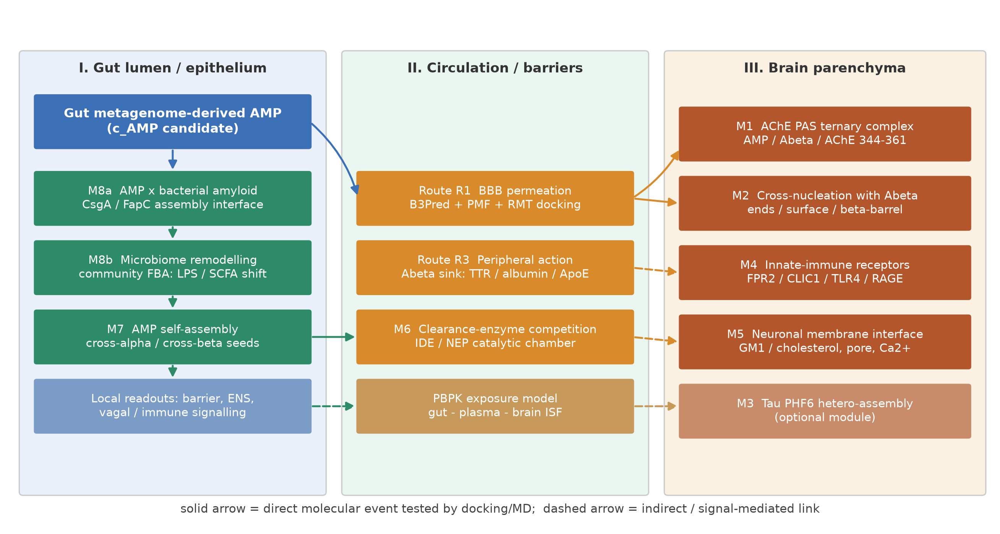 I. Gut lumen / epithelium
Gut metagenome-derived AMP
(c_AMP candidate)
M8a  AMP x bacterial amyloid
CsgA / FapC assembly interface
M8b  Microbiome remodelling
community FBA: LPS / SCFA shift
M7  AMP self-assembly
cross-alpha / cross-beta seeds
Local readouts: barrier, ENS,
vagal / immune signalling
II. Circulation / barriers
Route R1  BBB permeation
B3Pred + PMF + RMT docking
Route R3  Peripheral action
Abeta sink: TTR / albumin / ApoE
M6  Clearance-enzyme competition
IDE / NEP catalytic chamber
PBPK exposure model
gut - plasma - brain ISF
III. Brain parenchyma
M1  AChE PAS ternary complex
AMP / Abeta / AChE 344-361
M2  Cross-nucleation with Abeta
ends / surface / beta-barrel
M4  Innate-immune receptors
FPR2 / CLIC1 / TLR4 / RAGE
M5  Neuronal membrane interface
GM1 / cholesterol, pore, Ca2+
M3  Tau PHF6 hetero-assembly
(optional module)
solid arrow = direct molecular event tested by docking/MD;  dashed arrow = indirect / signal-mediated link